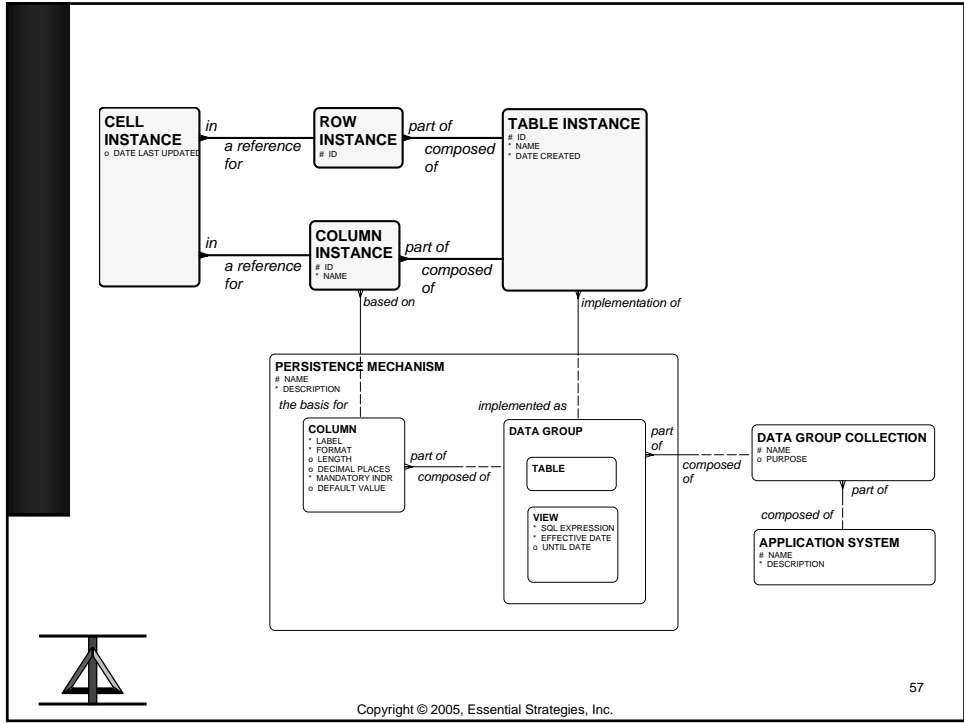 CELL
INSTANCE
o DATE LAST UPDATED
in
a reference
for
ROW
INSTANCE
# ID
part of
composed
of
TABLE INSTANCE
# ID
* NAME
* DATE CREATED
in
a reference
for
COLUMN
INSTANCE
# ID
* NAME
part of
composed
of
based on
implementation of
PERSISTENCE MECHANISM
# NAME
* DESCRIPTION
the basis for
implemented as
COLUMN
* LABEL
* FORMAT
o LENGTH
o DECIMAL PLACES
* MANDATORY INDR
o DEFAULT VALUE
part of
composed of
DATA GROUP
TABLE
VIEW
* SQL EXPRESSION
* EFFECTIVE DATE
o UNTIL DATE
part
of
composed
of
DATA GROUP COLLECTION
# NAME
o PURPOSE
part of
composed of
APPLICATION SYSTEM
# NAME
* DESCRIPTION
57
Copyright © 2005, Essential Strategies, Inc.